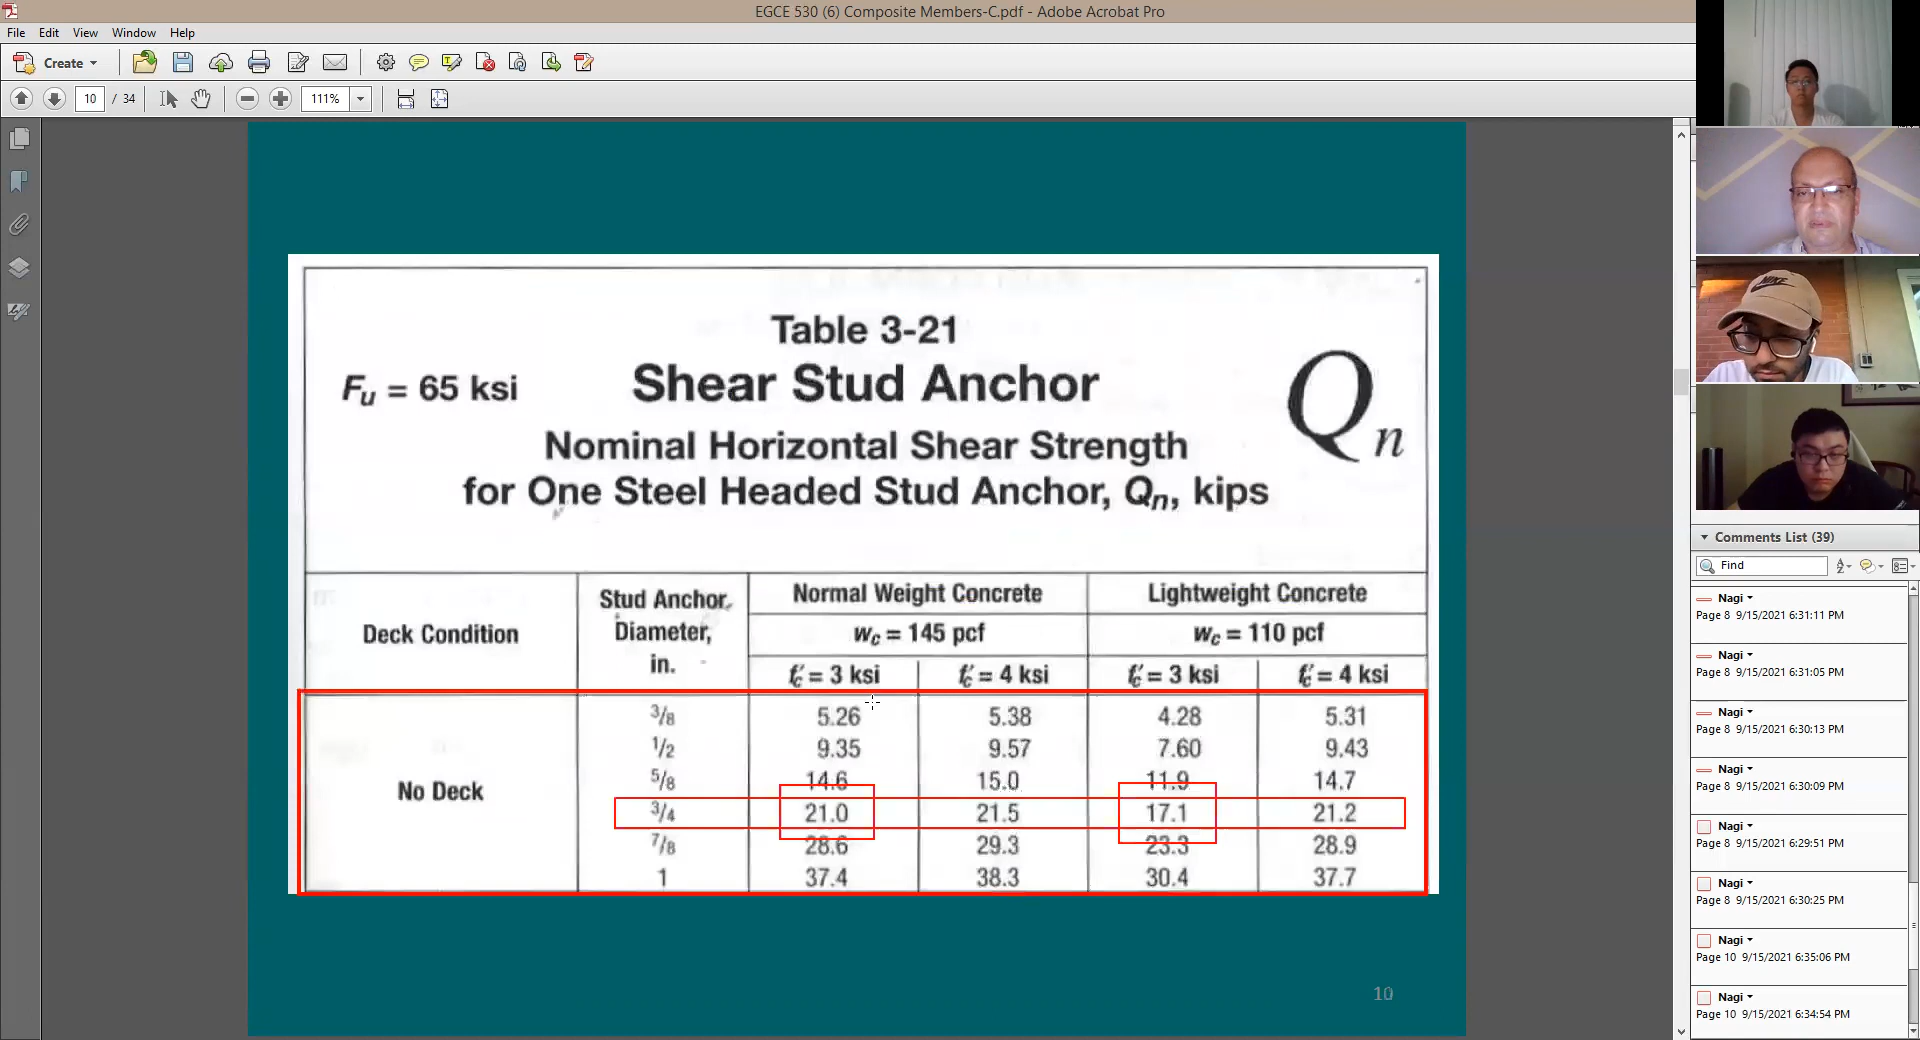 EGCE 530 (6) Composite Members-C.pdf - Adobe Acrobat Pro
File Edit View Window Help
Create
10 / 34 111%
Table 3-21
Fu = 65 ksi Shear Stud Anchor Qn
Nominal Horizontal Shear Strength
for One Steel Headed Stud Anchor, Qn, kips
Deck Condition Stud Anchor Diameter, in. Normal Weight Concrete Lightweight Concrete
wc = 145 pcf wc = 110 pcf
f′c = 3 ksi f′c = 4 ksi f′c = 3 ksi f′c = 4 ksi
No Deck
3/8 5.26 5.38 4.28 5.31
1/2 9.35 9.57 7.60 9.43
5/8 14.6 15.0 11.9 14.7
3/4 21.0 21.5 17.1 21.2
7/8 28.6 29.3 23.3 28.9
1 37.4 38.3 30.4 37.7
10
NIKE
Comments List (39)
Find
Nagi
Page 8 9/15/2021 6:31:11 PM
Nagi
Page 8 9/15/2021 6:31:05 PM
Nagi
Page 8 9/15/2021 6:30:13 PM
Nagi
Page 8 9/15/2021 6:30:09 PM
Nagi
Page 8 9/15/2021 6:29:51 PM
Nagi
Page 8 9/15/2021 6:30:25 PM
Nagi
Page 10 9/15/2021 6:35:06 PM
Nagi
Page 10 9/15/2021 6:34:54 PM